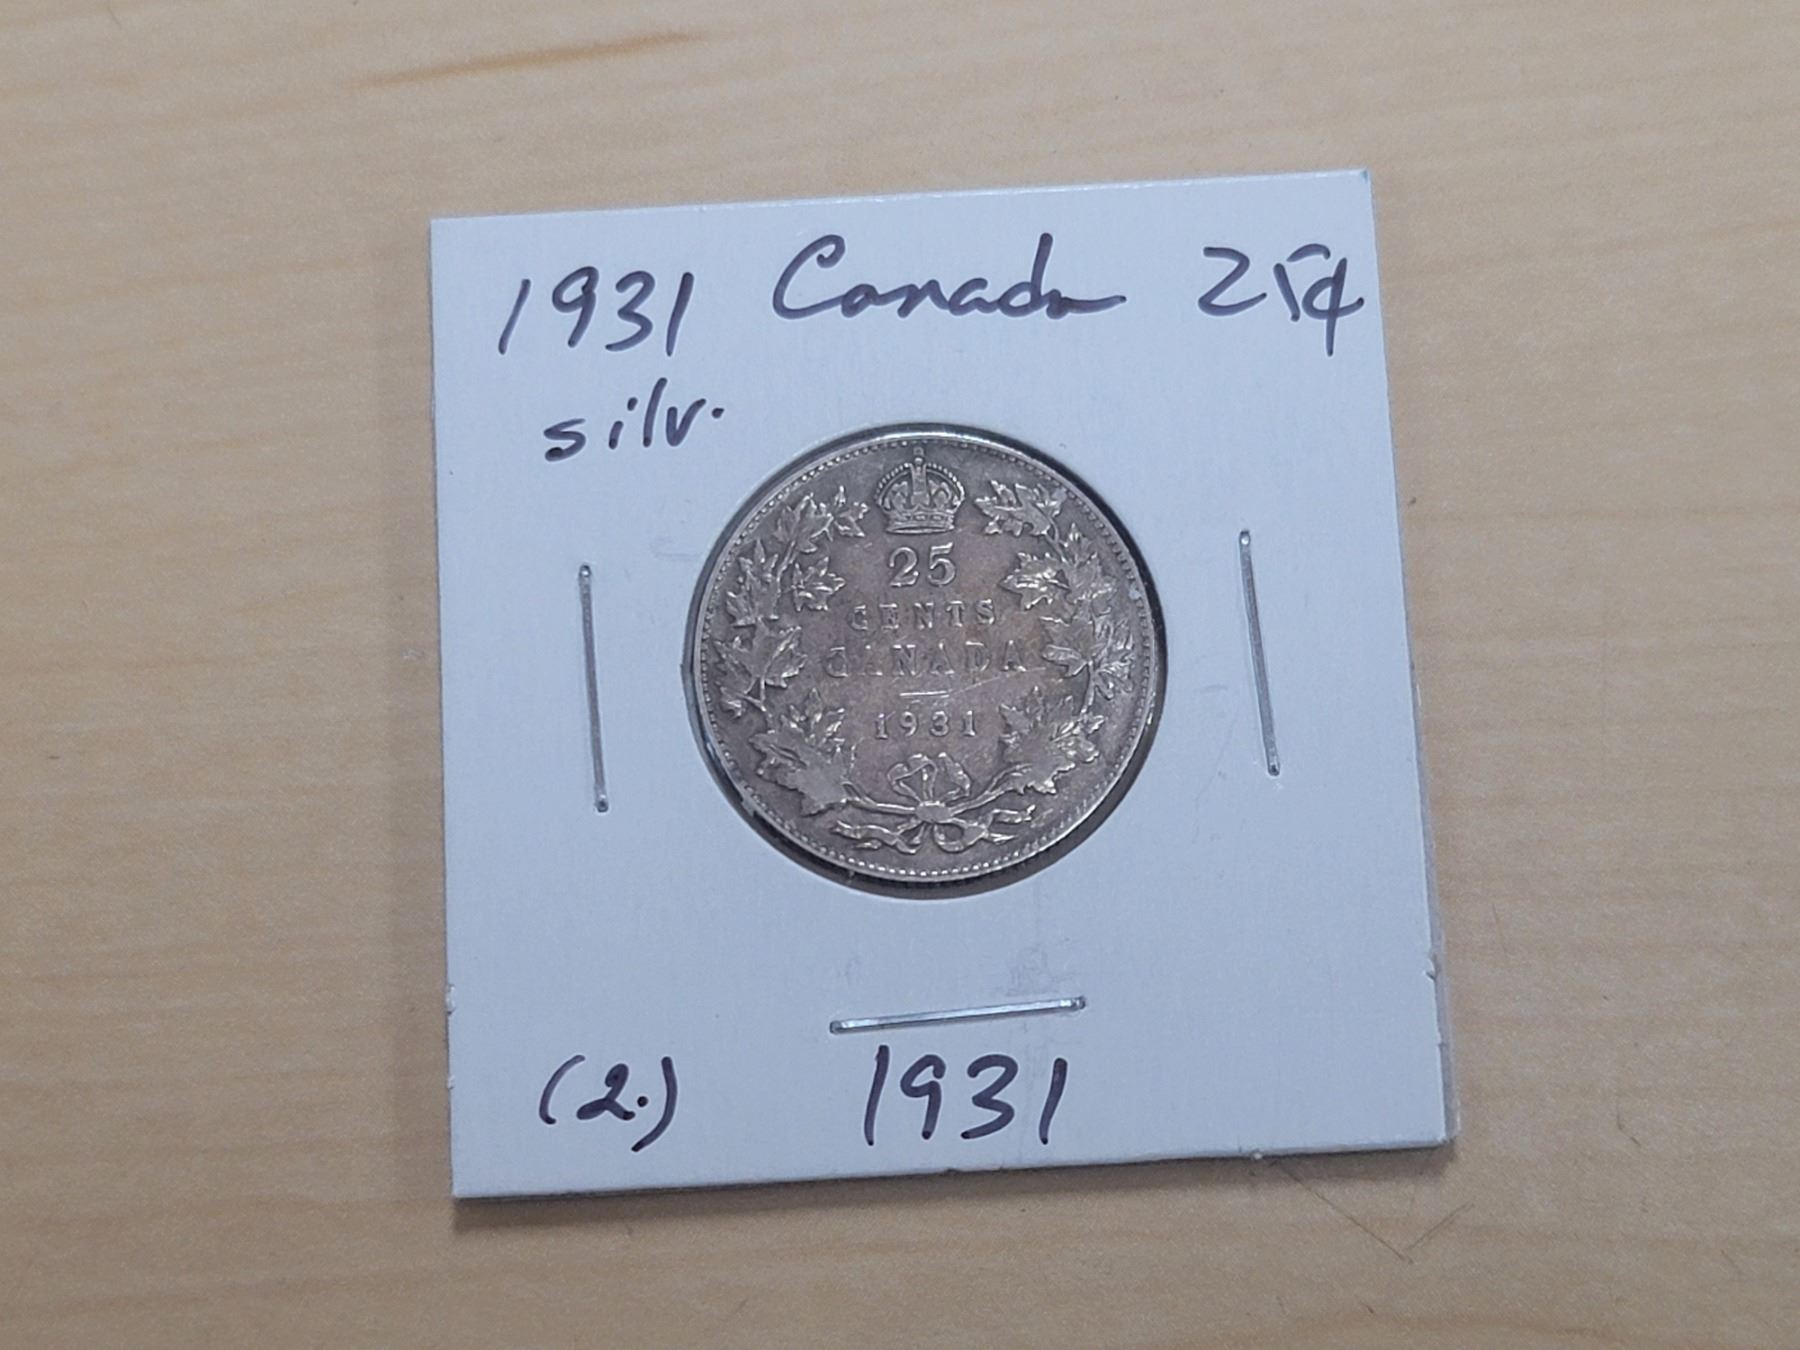 1931 Canada 25¢
silv.
25
CENTS
CANADA
1931
(2.) 1931